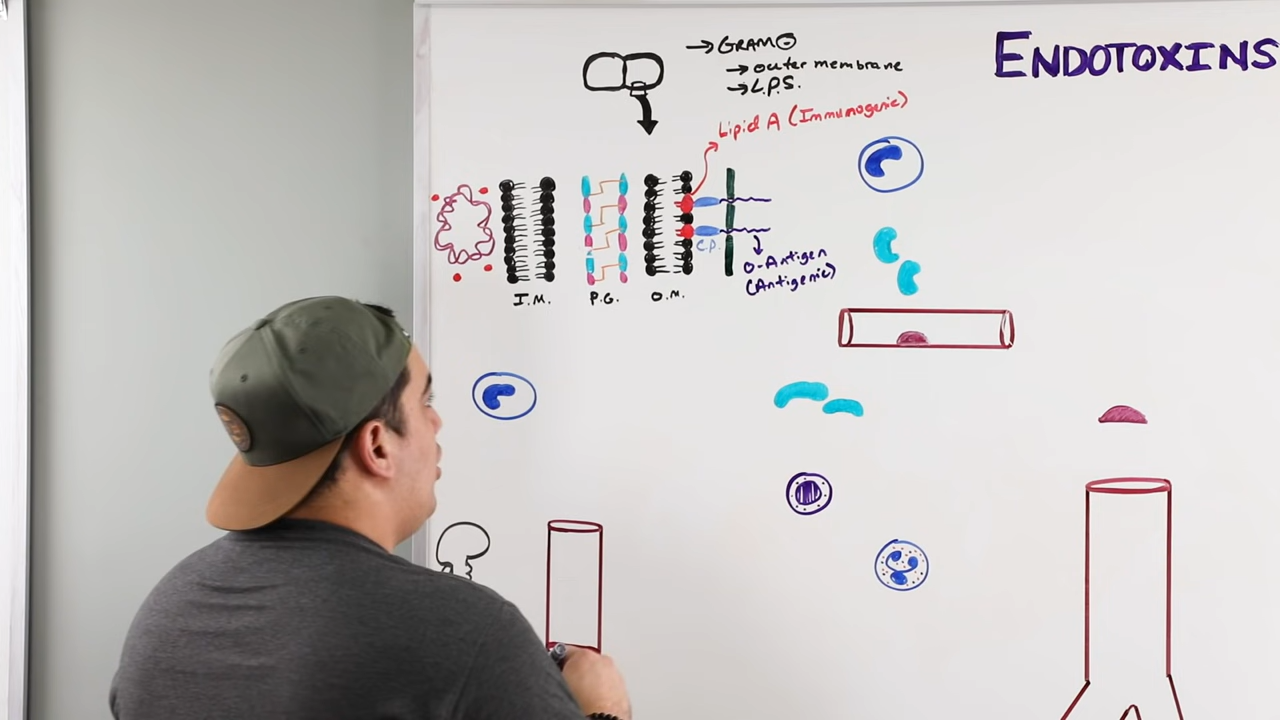 → GRAM ⊖
→ outer membrane
→ L.P.S.
ENDOTOXINS
Lipid A (Immunogenic)
C.P.
O-Antigen
(Antigenic)
I.M. P.G. O.M.